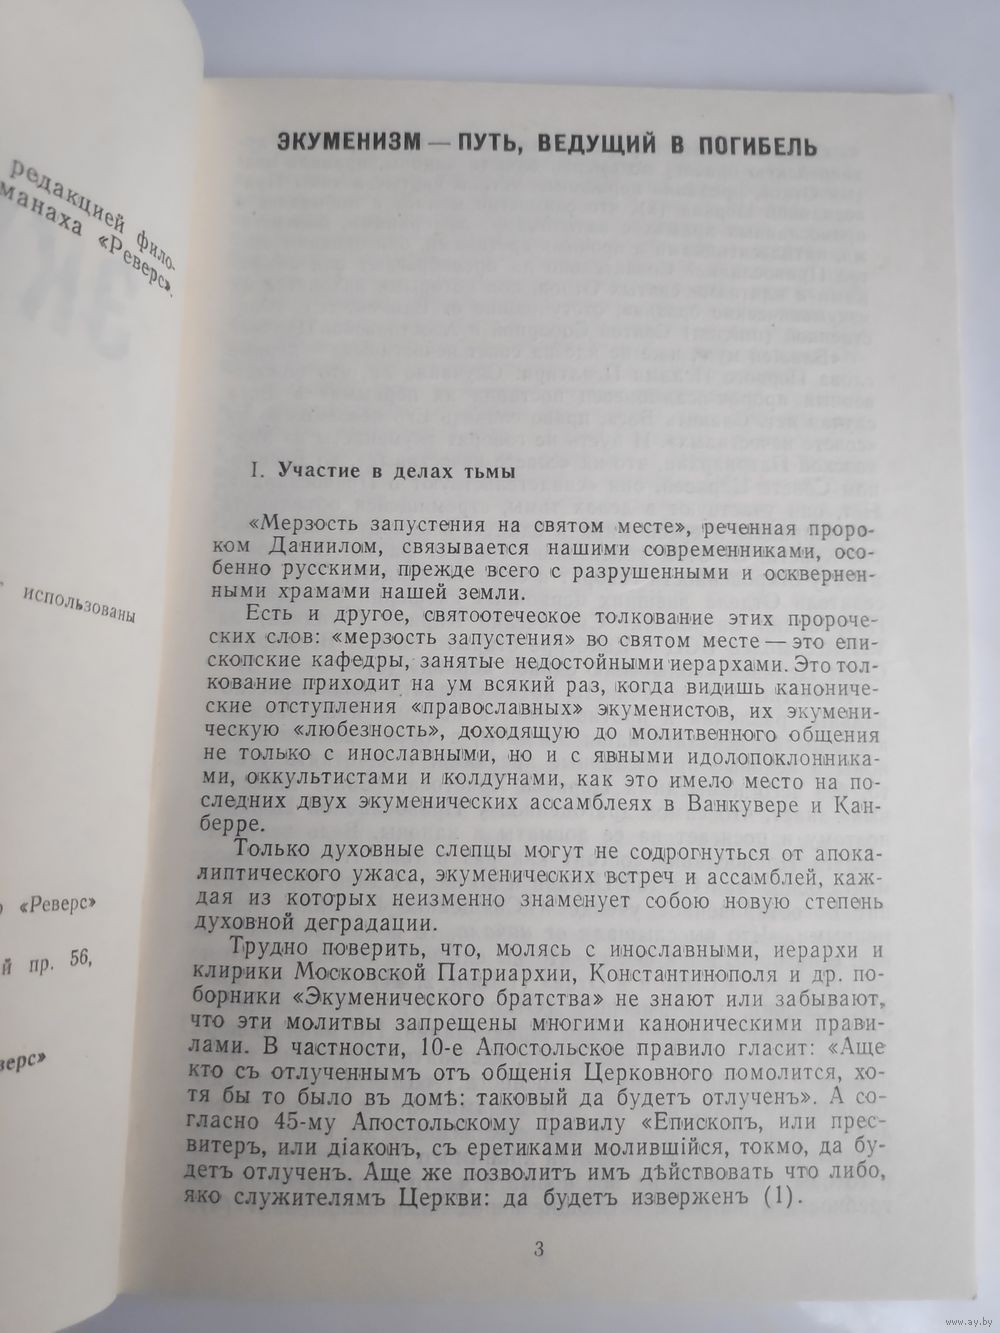 редакцией фило-
манаха «Реверс».
использованы
«Реверс»
й пр. 56,
верс»
ЭКУМЕНИЗМ — ПУТЬ, ВЕДУЩИЙ В ПОГИБЕЛЬ
I. Участие в делах тьмы
«Мерзость запустения на святом месте», реченная проро-
ком Даниилом, связывается нашими современниками, осо-
бенно русскими, прежде всего с разрушенными и осквернен-
ными храмами нашей земли.
Есть и другое, святоотеческое толкование этих пророче-
ских слов: «мерзость запустения» во святом месте — это епи-
скопские кафедры, занятые недостойными иерархами. Это тол-
кование приходит на ум всякий раз, когда видишь канониче-
ские отступления «православных» экуменистов, их экумени-
ческую «любезность», доходящую до молитвенного общения
не только с инославными, но и с явными идолопоклонника-
ми, оккультистами и колдунами, как это имело место на по-
следних двух экуменических ассамблеях в Ванкувере и Кан-
берре.
Только духовные слепцы могут не содрогнуться от апока-
липтического ужаса, экуменических встреч и ассамблей, каж-
дая из которых неизменно знаменует собою новую степень
духовной деградации.
Трудно поверить, что, молясь с инославными, иерархи и
клирики Московской Патриархии, Константинополя и др. по-
борники «Экуменического братства» не знают или забывают,
что эти молитвы запрещены многими каноническими прави-
лами. В частности, 10-е Апостольское правило гласит: «Аще
кто съ отлученнымъ отъ общенія Церковного помолится, хо-
тя бы то было въ домѣ: таковый да будетъ отлученъ». А со-
гласно 45-му Апостольскому правилу «Епископъ, или прес-
витеръ, или діаконъ, съ еретиками молившійся, токмо, да бу-
детъ отлученъ. Аще же позволитъ имъ дѣйствовать что либо,
яко служителямъ Церкви: да будетъ изверженъ (1).
3
www.ay.by